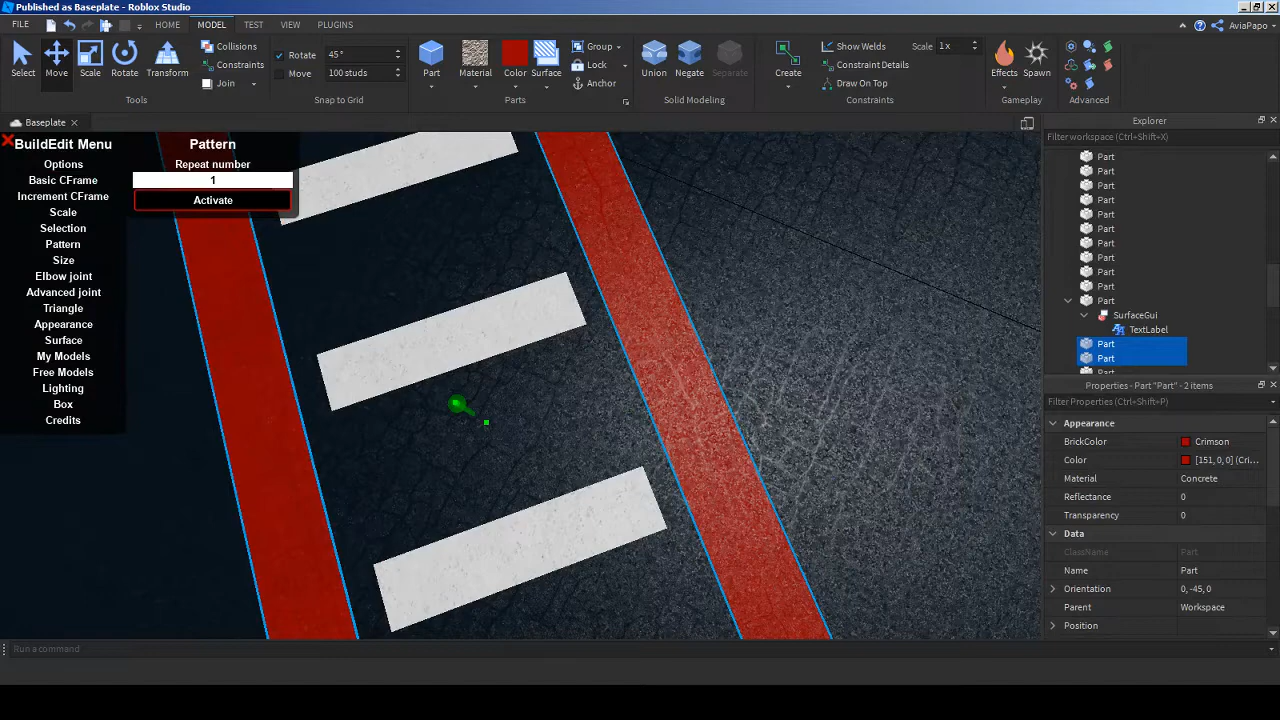 Published as Baseplate - Roblox Studio
FILE HOME MODEL TEST VIEW PLUGINS AviaPapo
Select Move Scale Rotate Transform
Collisions
Constraints
Join
Tools
Rotate 45°
Move 100 studs
Snap to Grid
Part Material Color Surface
Group
Lock
Anchor
Parts
Union Negate Separate
Solid Modeling
Create
Show Welds Scale 1x
Constraint Details
Draw On Top
Constraints
Effects Spawn
Gameplay
Advanced
Baseplate
BuildEdit Menu
Options
Basic CFrame
Increment CFrame
Scale
Selection
Pattern
Size
Elbow joint
Advanced joint
Triangle
Appearance
Surface
My Models
Free Models
Lighting
Box
Credits
Pattern
Repeat number
1
Activate
Explorer
Filter workspace (Ctrl+Shift+X)
Part
Part
Part
Part
Part
Part
Part
Part
Part
Part
Part
SurfaceGui
TextLabel
Part
Part
Part
Properties - Part "Part" - 2 items
Filter Properties (Ctrl+Shift+P)
Appearance
BrickColor Crimson
Color [151, 0, 0] (Cri...
Material Concrete
Reflectance 0
Transparency 0
Data
ClassName Part
Name Part
Orientation 0, -45, 0
Parent Workspace
Position
Run a command